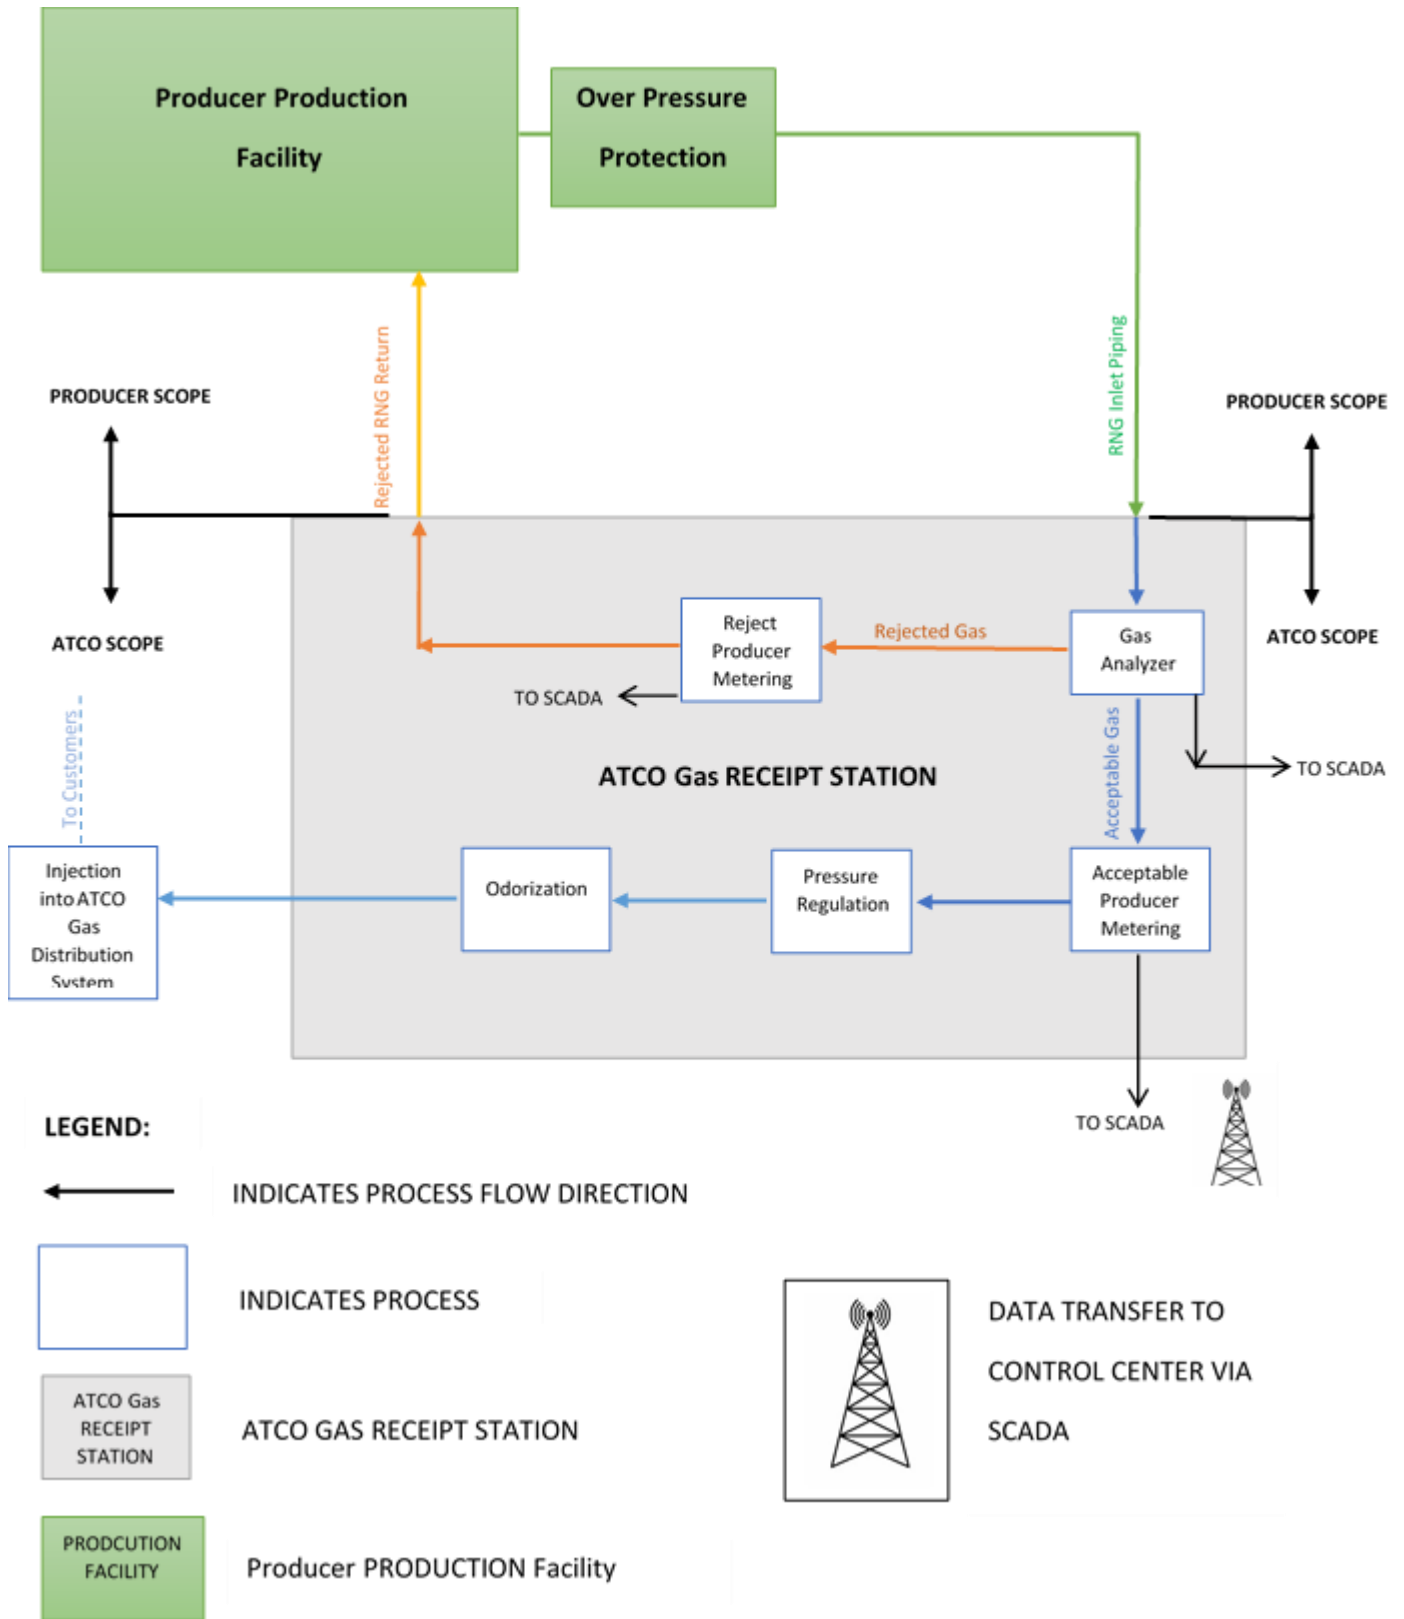 Producer Production
Facility
Over Pressure
Protection
Rejected RNG Return
RNG Inlet Piping
PRODUCER SCOPE
PRODUCER SCOPE
ATCO SCOPE
ATCO SCOPE
Reject
Producer
Metering
Rejected Gas
Gas
Analyzer
TO SCADA
Acceptable Gas
TO SCADA
ATCO Gas RECEIPT STATION
To Customers
Injection
into ATCO
Gas
Distribution
System
Odorization
Pressure
Regulation
Acceptable
Producer
Metering
TO SCADA
LEGEND:
INDICATES PROCESS FLOW DIRECTION
INDICATES PROCESS
ATCO Gas
RECEIPT
STATION
ATCO GAS RECEIPT STATION
PRODCUTION
FACILITY
Producer PRODUCTION Facility
DATA TRANSFER TO
CONTROL CENTER VIA
SCADA